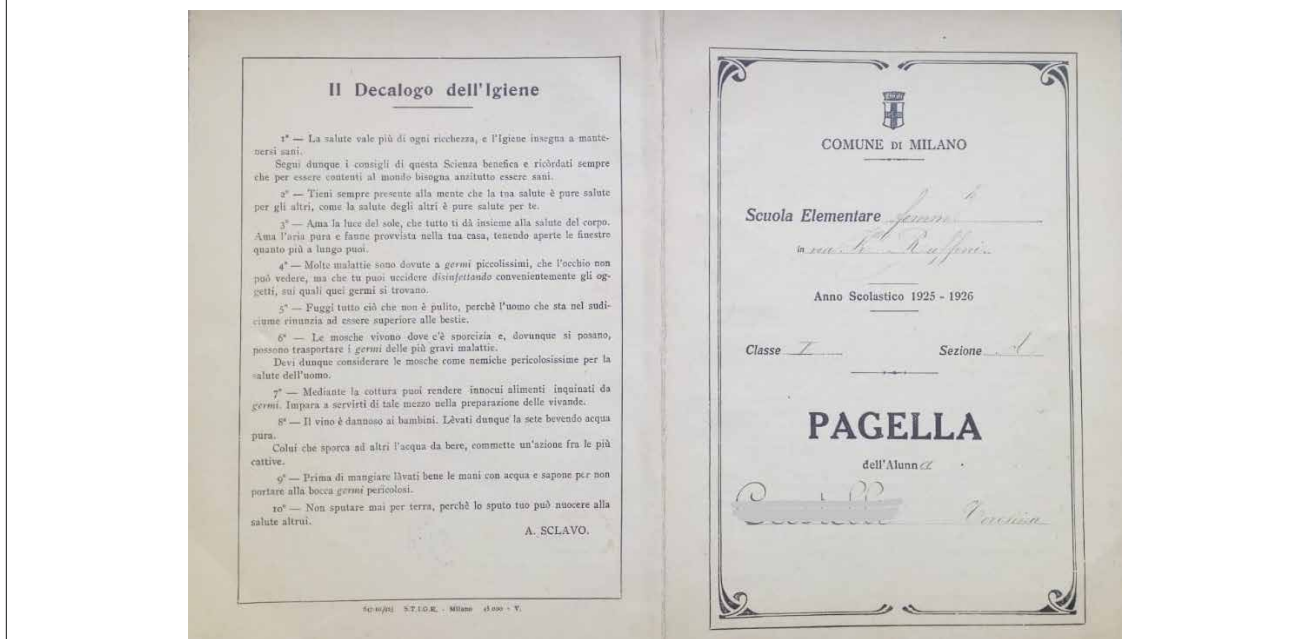 Il Decalogo dell'Igiene
1° — La salute vale più di ogni ricchezza, e l'Igiene insegna a mante-
nersi sani.
Segui dunque i consigli di questa Scienza benefica e ricòrdati sempre
che per essere contenti al mondo bisogna anzitutto essere sani.
2° — Tieni sempre presente alla mente che la tua salute è pure salute
per gli altri, come la salute degli altri è pure salute per te.
3° — Ama la luce del sole, che tutto ti dà insieme alla salute del corpo.
Ama l'aria pura e fanne provvista nella tua casa, tenendo aperte le finestre
quanto più a lungo puoi.
4° — Molte malattie sono dovute a germi piccolissimi, che l'occhio non
può vedere, ma che tu puoi uccidere disinfettando convenientemente gli og-
getti, sui quali quei germi si trovano.
5° — Fuggi tutto ciò che non è pulito, perchè l'uomo che sta nel sudi-
ciume rinunzia ad essere superiore alle bestie.
6° — Le mosche vivono dove c'è sporcizia e, dovunque si posano,
possono trasportare i germi delle più gravi malattie.
Devi dunque considerare le mosche come nemiche pericolosissime per la
salute dell'uomo.
7° — Mediante la cottura puoi rendere innocui alimenti inquinati da
germi. Impara a servirti di tale mezzo nella preparazione delle vivande.
8° — Il vino è dannoso ai bambini. Lèvati dunque la sete bevendo acqua
pura.
Colui che sporca ad altri l'acqua da bere, commette un'azione fra le più
cattive.
9° — Prima di mangiare làvati bene le mani con acqua e sapone per non
portare alla bocca germi pericolosi.
10° — Non sputare mai per terra, perchè lo sputo tuo può nuocere alla
salute altrui.
A. SCLAVO.
S.T.I.G.E. - Milano
COMUNE DI MILANO
Scuola Elementare femm
in via Ruffini
Anno Scolastico 1925 - 1926
Classe I Sezione
PAGELLA
dell'Alunna